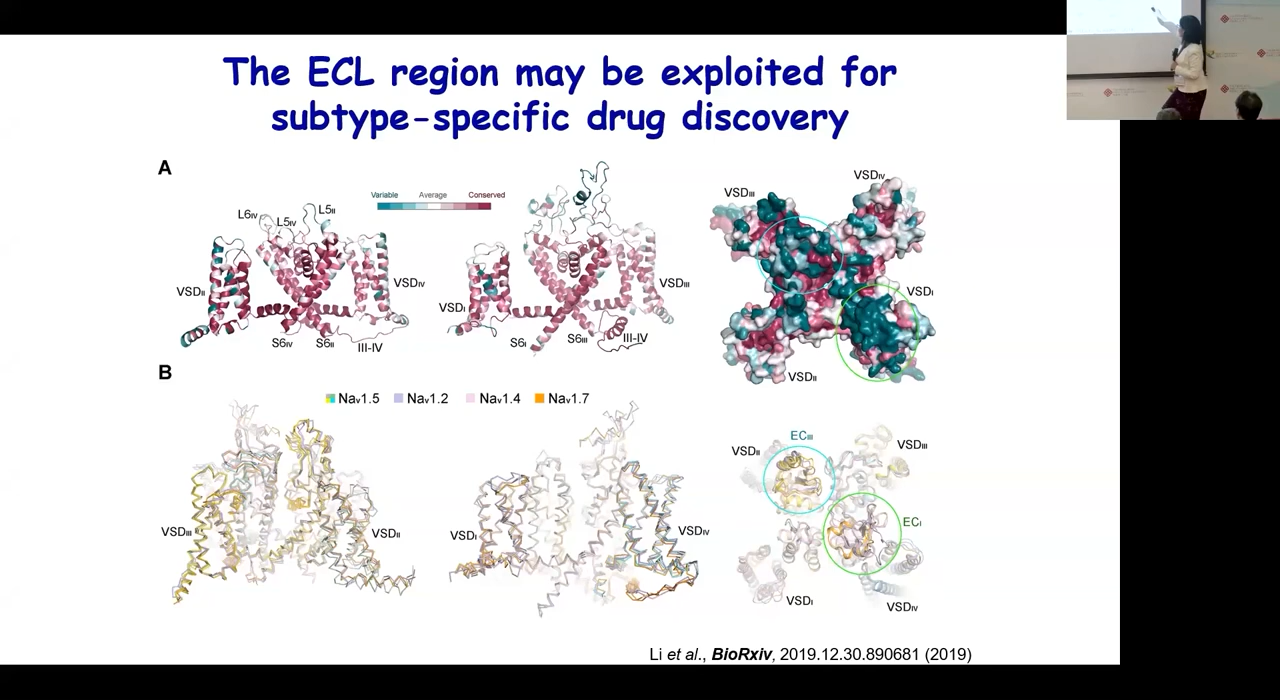 The ECL region may be exploited for
subtype-specific drug discovery
A
Variable Average Conserved
L6IV
L5IV
L5II
VSDII
VSDIV
S6IV
S6II
III-IV
VSDI
VSDIII
S6I
S6III
III-IV
VSDIII
VSDIV
VSDI
VSDII
B
Nav1.5 Nav1.2 Nav1.4 Nav1.7
VSDIII
VSDII
VSDI
VSDIV
VSDII
ECIII
VSDIII
ECI
VSDI
VSDIV
Li et al., BioRxiv, 2019.12.30.890681 (2019)